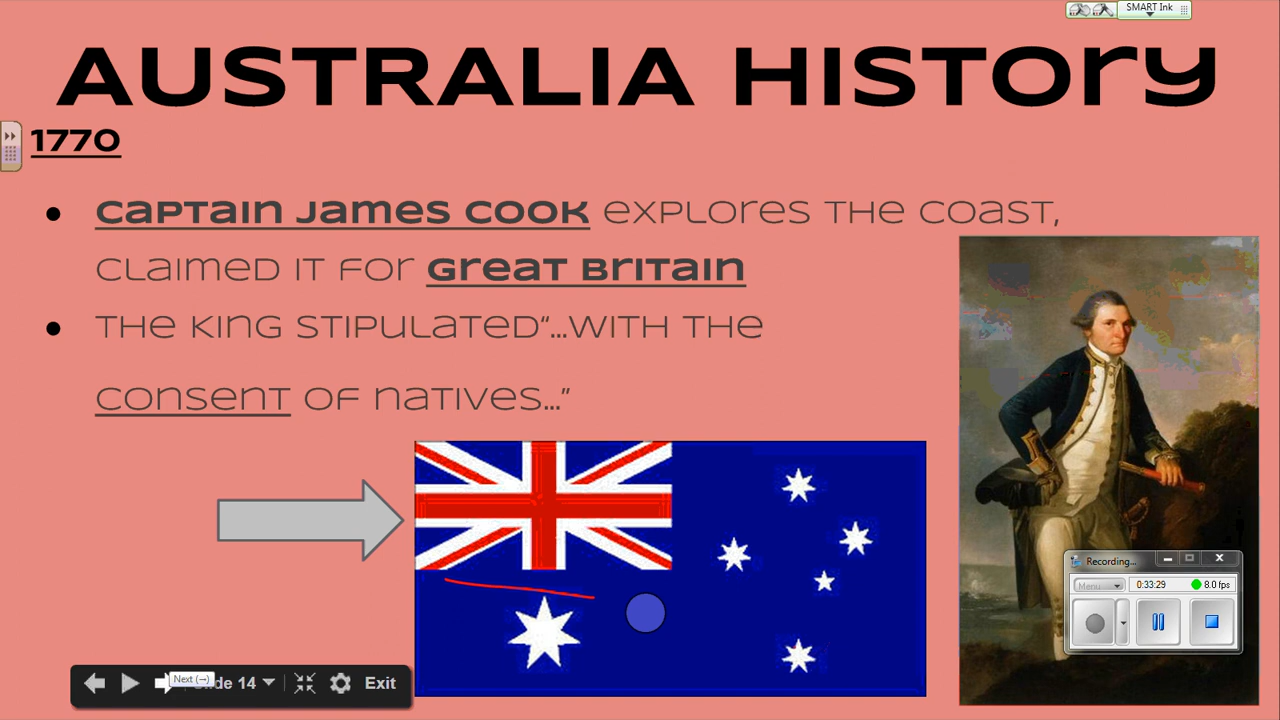 SMART Ink
AUSTRALIA HISTORY
1770
Captain James Cook explores the coast,
claimed it for Great Britain
The King stipulated“...with the
consent of natives...”
Recording...
Menu
0:33:29
8.0 fps
Next (→)
Slide 14
Exit